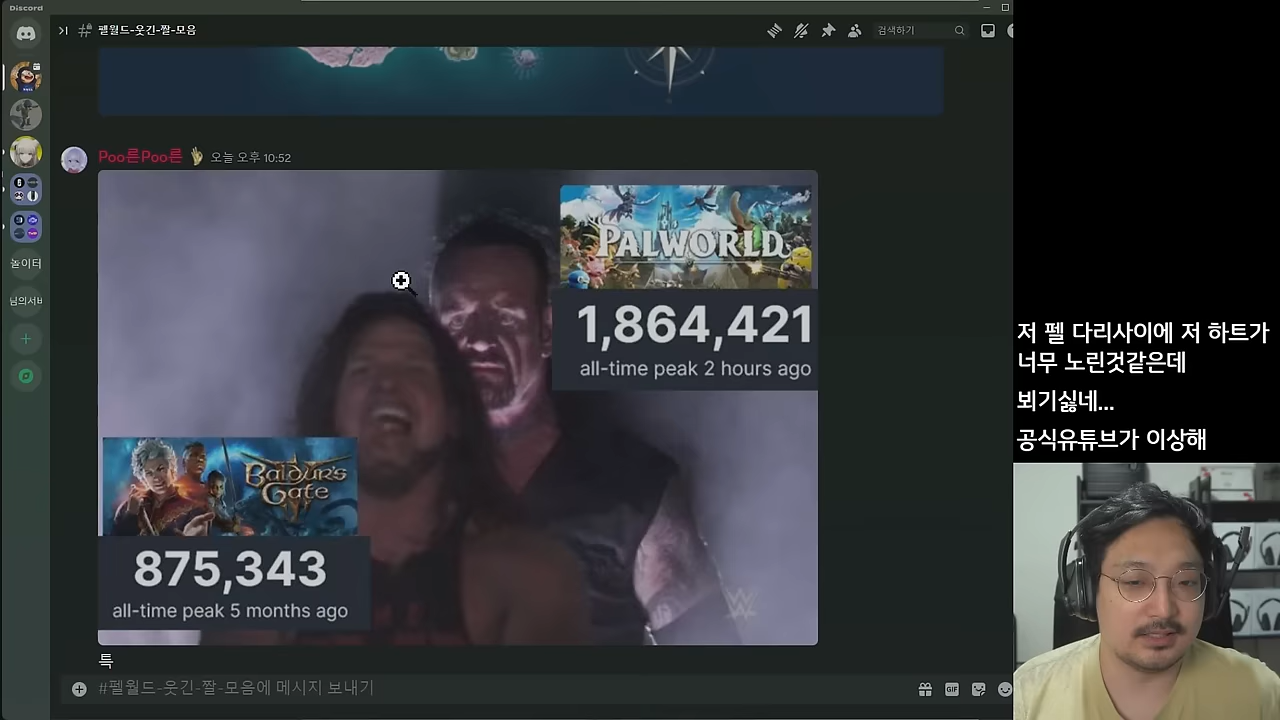 Discord
펠월드-웃긴-짤-모음
검색하기
Poo른Poo른 오늘 오후 10:52
PALWORLD
1,864,421
all-time peak 2 hours ago
Baldur's
Gate
875,343
all-time peak 5 months ago
특
#펠월드-웃긴-짤-모음에 메시지 보내기
GIF
놀이터
님의서버
저 펠 다리사이에 저 하트가
너무 노린것같은데
뵈기싫네...
공식유튜브가 이상해